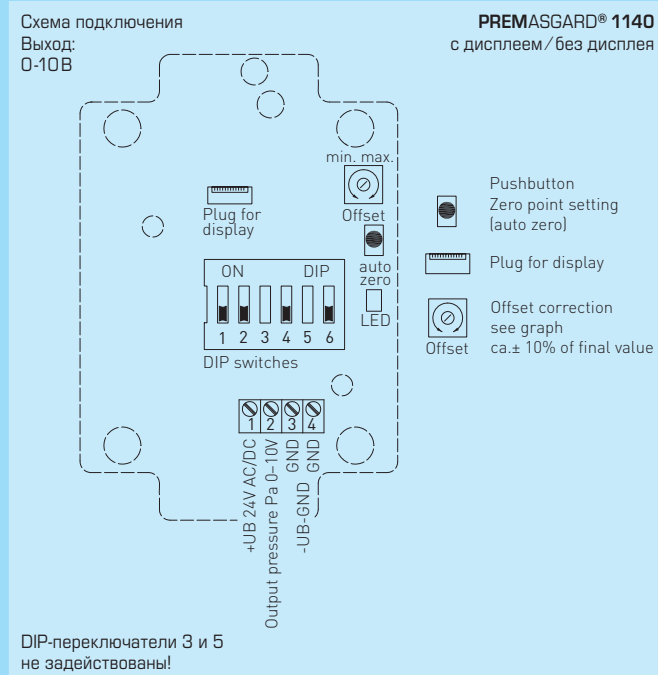 Схема подключения
Выход:
0-10В
PREMASGARD® 1140
с дисплеем/без дисплея
min. max.
Offset
Plug for
display
auto
zero
LED
ON DIP
1 2 3 4 5 6
DIP switches
1 2 3 4
+UB 24V AC/DC
Output pressure Pa 0–10V
GND
-UB-GND
GND
Pushbutton
Zero point setting
(auto zero)
Plug for display
Offset
Offset correction
see graph
ca.± 10% of final value
DIP-переключатели 3 и 5
не задействованы!